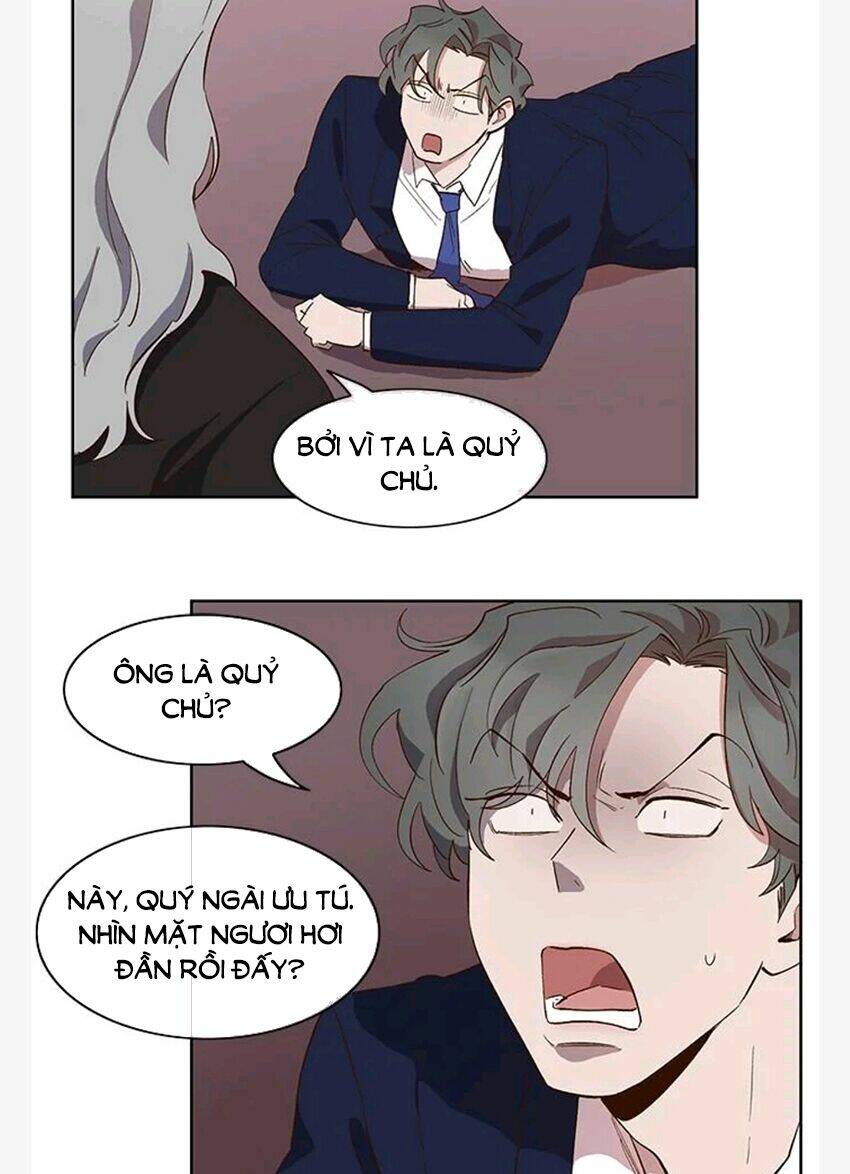 BỞI VÌ TA LÀ QUỶ
CHỦ.
ÔNG LÀ QUỶ
CHỦ?
NÀY, QUÝ NGÀI ƯU TÚ.
NHÌN MẶT NGƯƠI HƠI
ĐẦN RỒI ĐẤY?